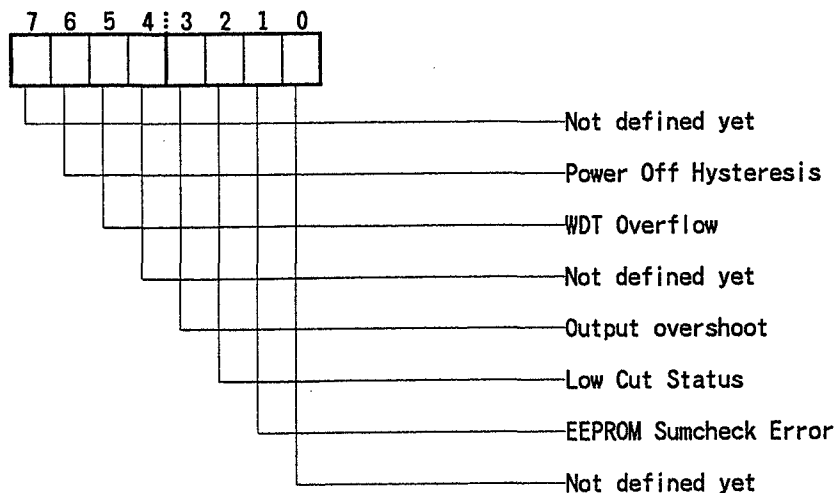 7 6 5 4 3 2 1 0
Not defined yet
Power Off Hysteresis
WDT Overflow
Not defined yet
Output overshoot
Low Cut Status
EEPROM Sumcheck Error
Not defined yet